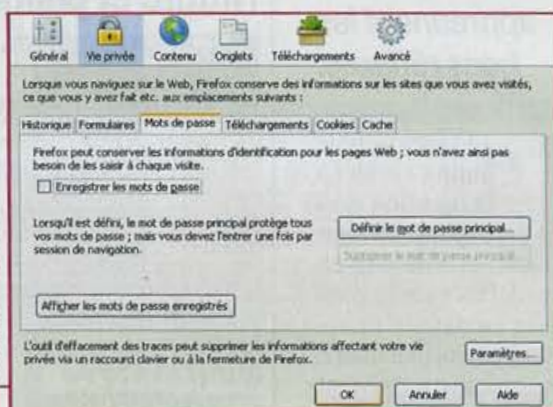 Général Vie privée Contenu Onglets Téléchargements Avancé
Lorsque vous naviguez sur le Web, Firefox conserve des informations sur les sites que vous avez visités,
ce que vous y avez fait etc. aux emplacements suivants :
Historique Formulaires Mots de passe Téléchargements Cookies Cache
Firefox peut conserver les informations d'identification pour les pages Web ; vous n'avez ainsi pas
besoin de les saisir à chaque visite.
Enregistrer les mots de passe
Lorsqu'il est défini, le mot de passe principal protège tous
vos mots de passe ; mais vous devez l'entrer une fois par
session de navigation.
Définir le mot de passe principal...
Supprimer le mot de passe principal...
Afficher les mots de passe enregistrés
L'outil d'effacement des traces peut supprimer les informations affectant votre vie
privée via un raccourci clavier ou à la fermeture de Firefox.
Paramètres...
OK Annuler Aide